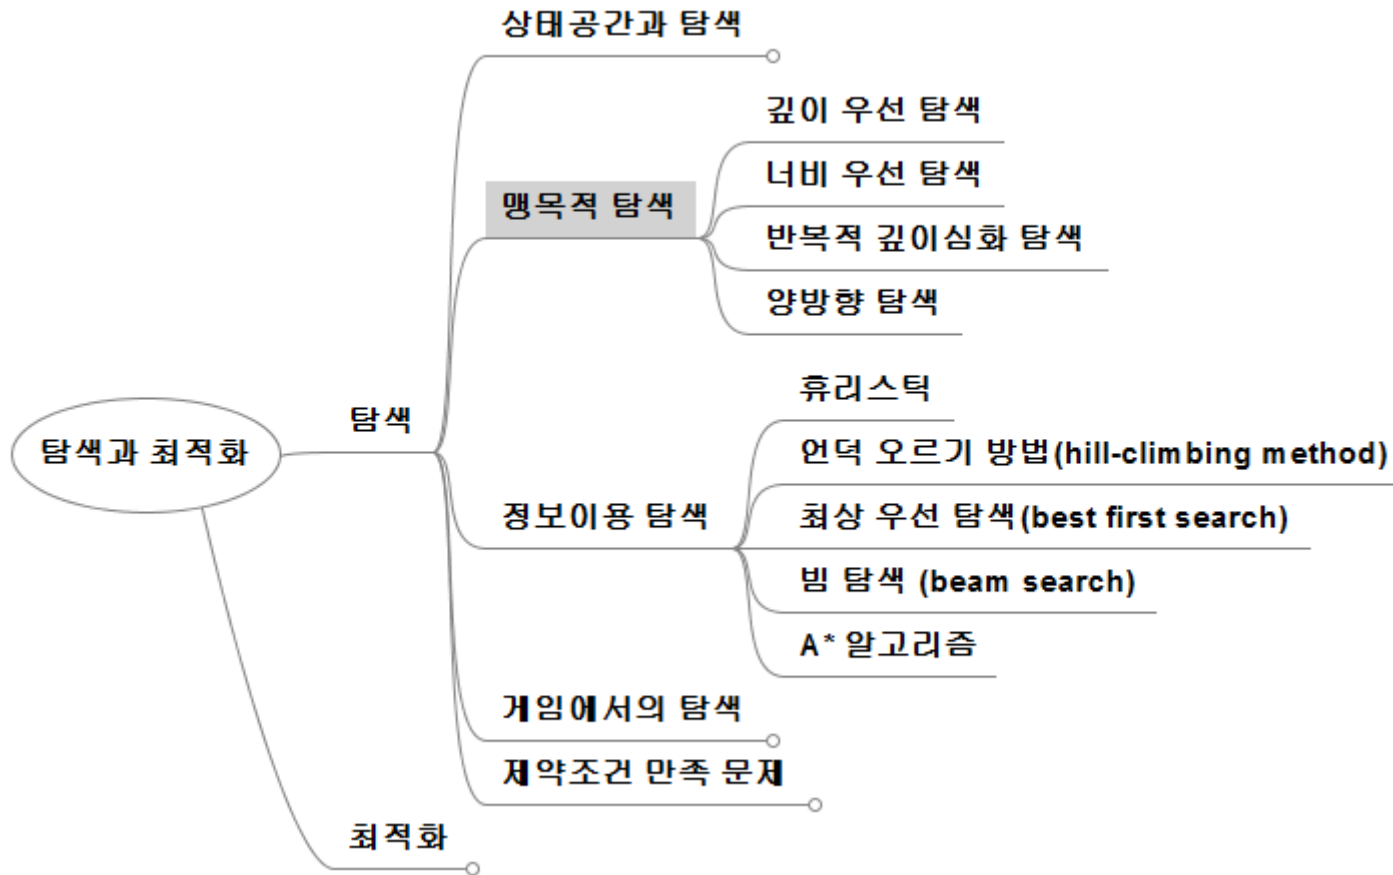 상태공간과 탐색
깊이 우선 탐색
너비 우선 탐색
맹목적 탐색
반복적 깊이심화 탐색
양방향 탐색
휴리스틱
탐색
탐색과 최적화
언덕 오르기 방법(hill-climbing method)
정보이용 탐색
최상 우선 탐색(best first search)
빔 탐색 (beam search)
A* 알고리즘
게임에서의 탐색
제약조건 만족 문제
최적화